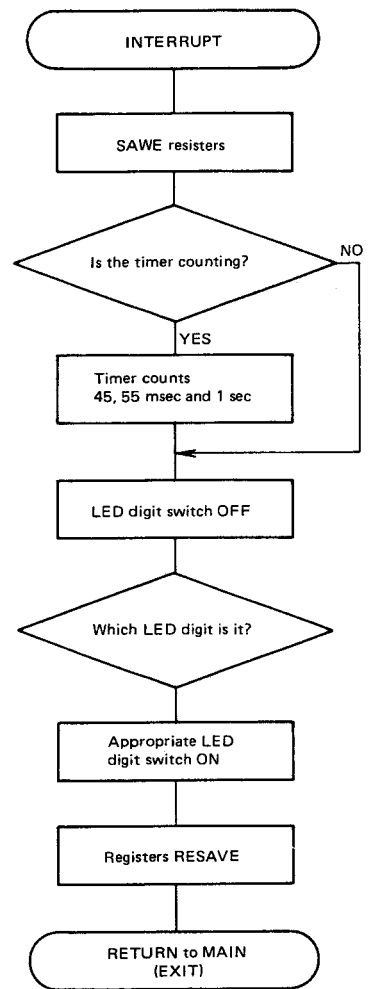 INTERRUPT
SAWE resisters
Is the timer counting?
NO
YES
Timer counts
45, 55 msec and 1 sec
LED digit switch OFF
Which LED digit is it?
Appropriate LED
digit switch ON
Registers RESAVE
RETURN to MAIN
(EXIT)